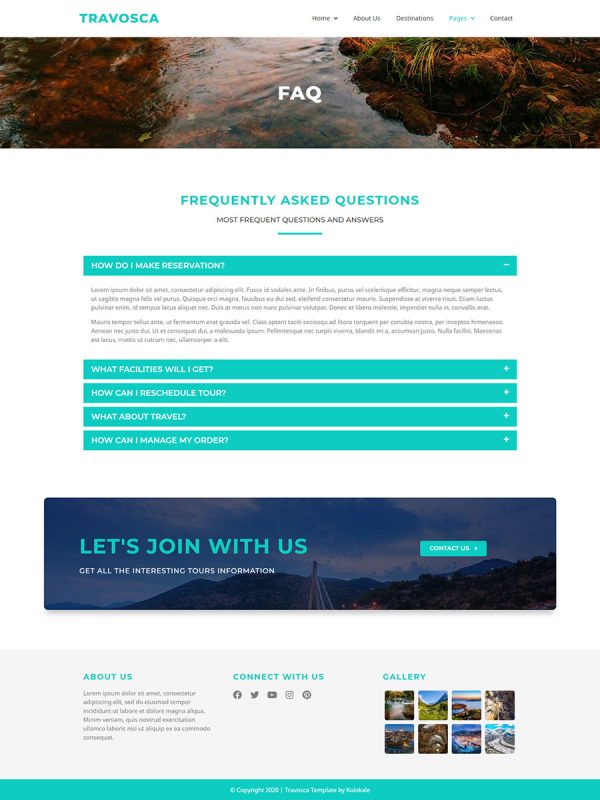 TRAVOSCA
Home About Us Destinations Pages Contact
FAQ
FREQUENTLY ASKED QUESTIONS
MOST FREQUENT QUESTIONS AND ANSWERS
HOW DO I MAKE RESERVATION?
Lorem ipsum dolor sit amet, consectetur adipiscing elit. Fusce id sodales ante. In finibus, purus vel scelerisque efficitur, magna neque semper lectus,
ut sagittis magna felis vel purus. Quisque orci magna, faucibus eu dui sed, eleifend consectetur mauris. Suspendisse at viverra risus. Etiam luctus
pulvinar enim, id tempus lacus aliquet nec. Duis at metus non nunc pulvinar volutpat. Donec et libero molestie, imperdiet nulla in, convallis erat.
Mauris tempor tellus ante, ut fermentum erat gravida vel. Class aptent taciti sociosqu ad litora torquent per conubia nostra, per inceptos himenaeos.
Aenean nec justo dui. Ut et consequat dui, a malesuada ipsum. Pellentesque nec turpis viverra, blandit mi a, accumsan justo. Nulla facilisi. Maecenas
est lacus, mattis ut rutrum nec, ullamcorper a elit.
WHAT FACILITIES WILL I GET?
HOW CAN I RESCHEDULE TOUR?
WHAT ABOUT TRAVEL?
HOW CAN I MANAGE MY ORDER?
LET'S JOIN WITH US
CONTACT US
GET ALL THE INTERESTING TOURS INFORMATION
ABOUT US
Lorem ipsum dolor sit amet, consectetur
adipiscing elit, sed do eiusmod tempor
incididunt ut labore et dolore magna aliqua.
Minim veniam, quis nostrud exercitation
ullamco laboris nisi ut aliquip ex ea commodo
consequat.
CONNECT WITH US
GALLERY
© Copyright 2020 | Travosca Template by Kulokale